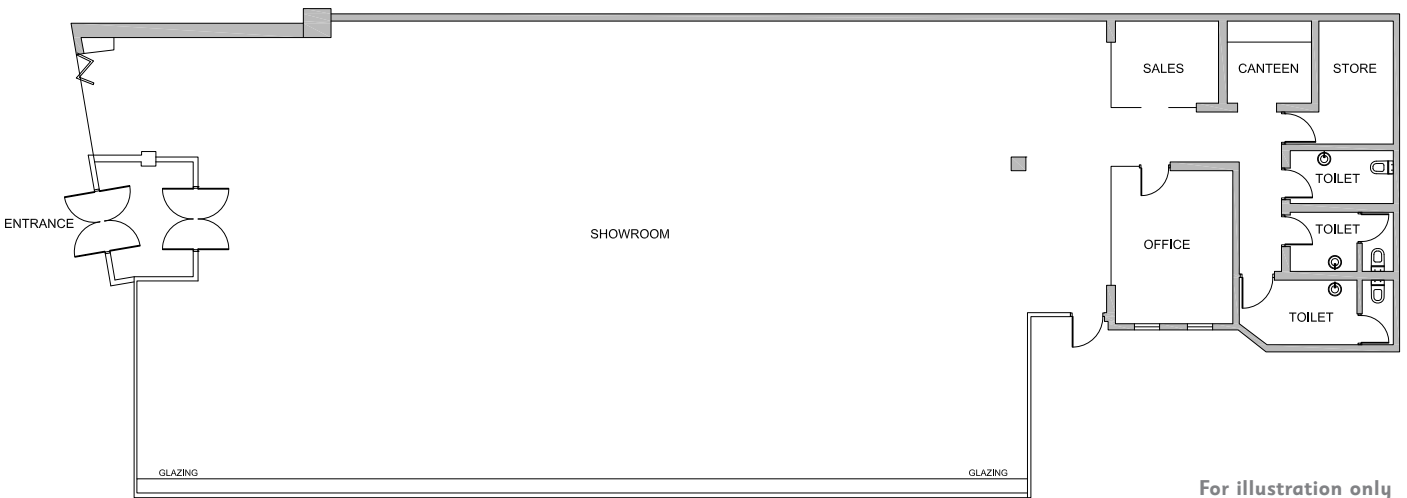 SALES
CANTEEN
STORE
TOILET
ENTRANCE
SHOWROOM
OFFICE
TOILET
TOILET
GLAZING
GLAZING
For illustration only